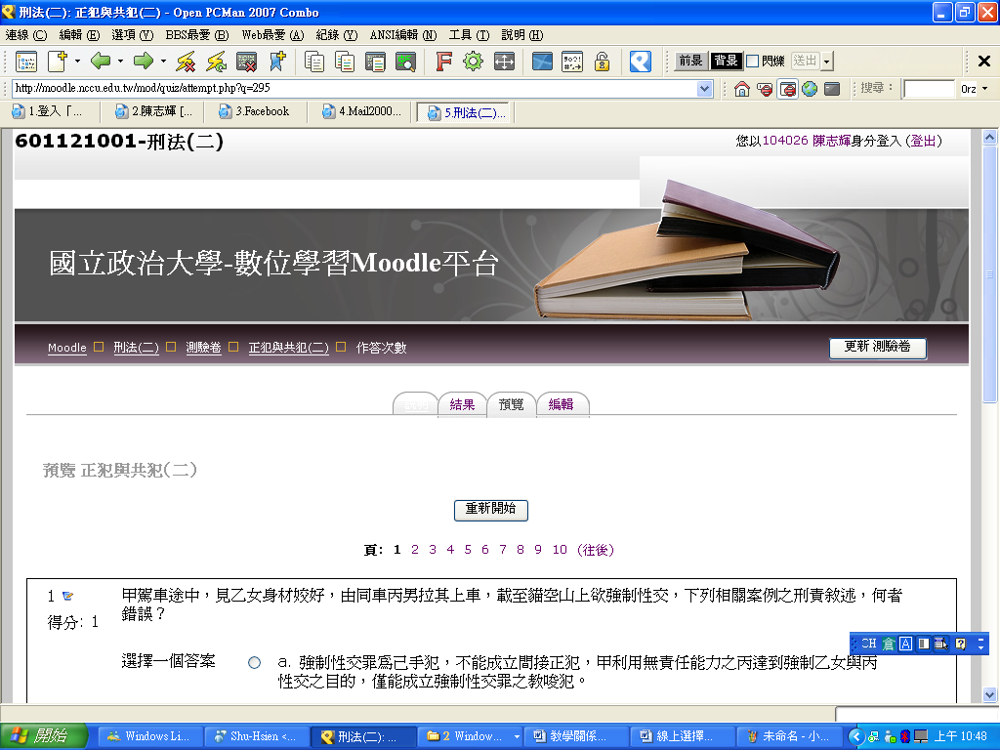 刑法(二): 正犯與共犯(二) - Open PCMan 2007 Combo
連線 (C) 編輯 (E) 選項 (V) BBS最愛 (B) Web最愛 (A) 紀錄 (Y) ANSI編輯 (N) 工具 (T) 說明 (H)
前景 背景 閃爍 送出
http://moodle.nccu.edu.tw/mod/quiz/attempt.php?q=295
搜尋：
Orz
1.登入「... 2.陳志輝 [... 3.Facebook 4.Mail2000... 5.刑法(二)...
601121001-刑法(二)
您以104026 陳志輝身分登入 (登出)
國立政治大學-數位學習Moodle平台
Moodle 刑法(二) 測驗卷 正犯與共犯(二) 作答次數
更新 測驗卷
結果 預覽 編輯
預覽 正犯與共犯(二)
重新開始
頁: 1 2 3 4 5 6 7 8 9 10 (往後)
1
得分: 1
甲駕車途中，見乙女身材姣好，由同車丙男拉其上車，載至貓空山上欲強制性交，下列相關案例之刑責敘述，何者
錯誤？
選擇一個答案
a. 強制性交罪為己手犯，不能成立間接正犯，甲利用無責任能力之丙達到強制乙女與丙
性交之目的，僅能成立強制性交罪之教唆犯。
CH 倉 A
開始 Windows Li... Shu-Hsien <... 刑法(二): ... 2 Window... 教學關係... 線上選擇... 未命名 - 小... 上午 10:48